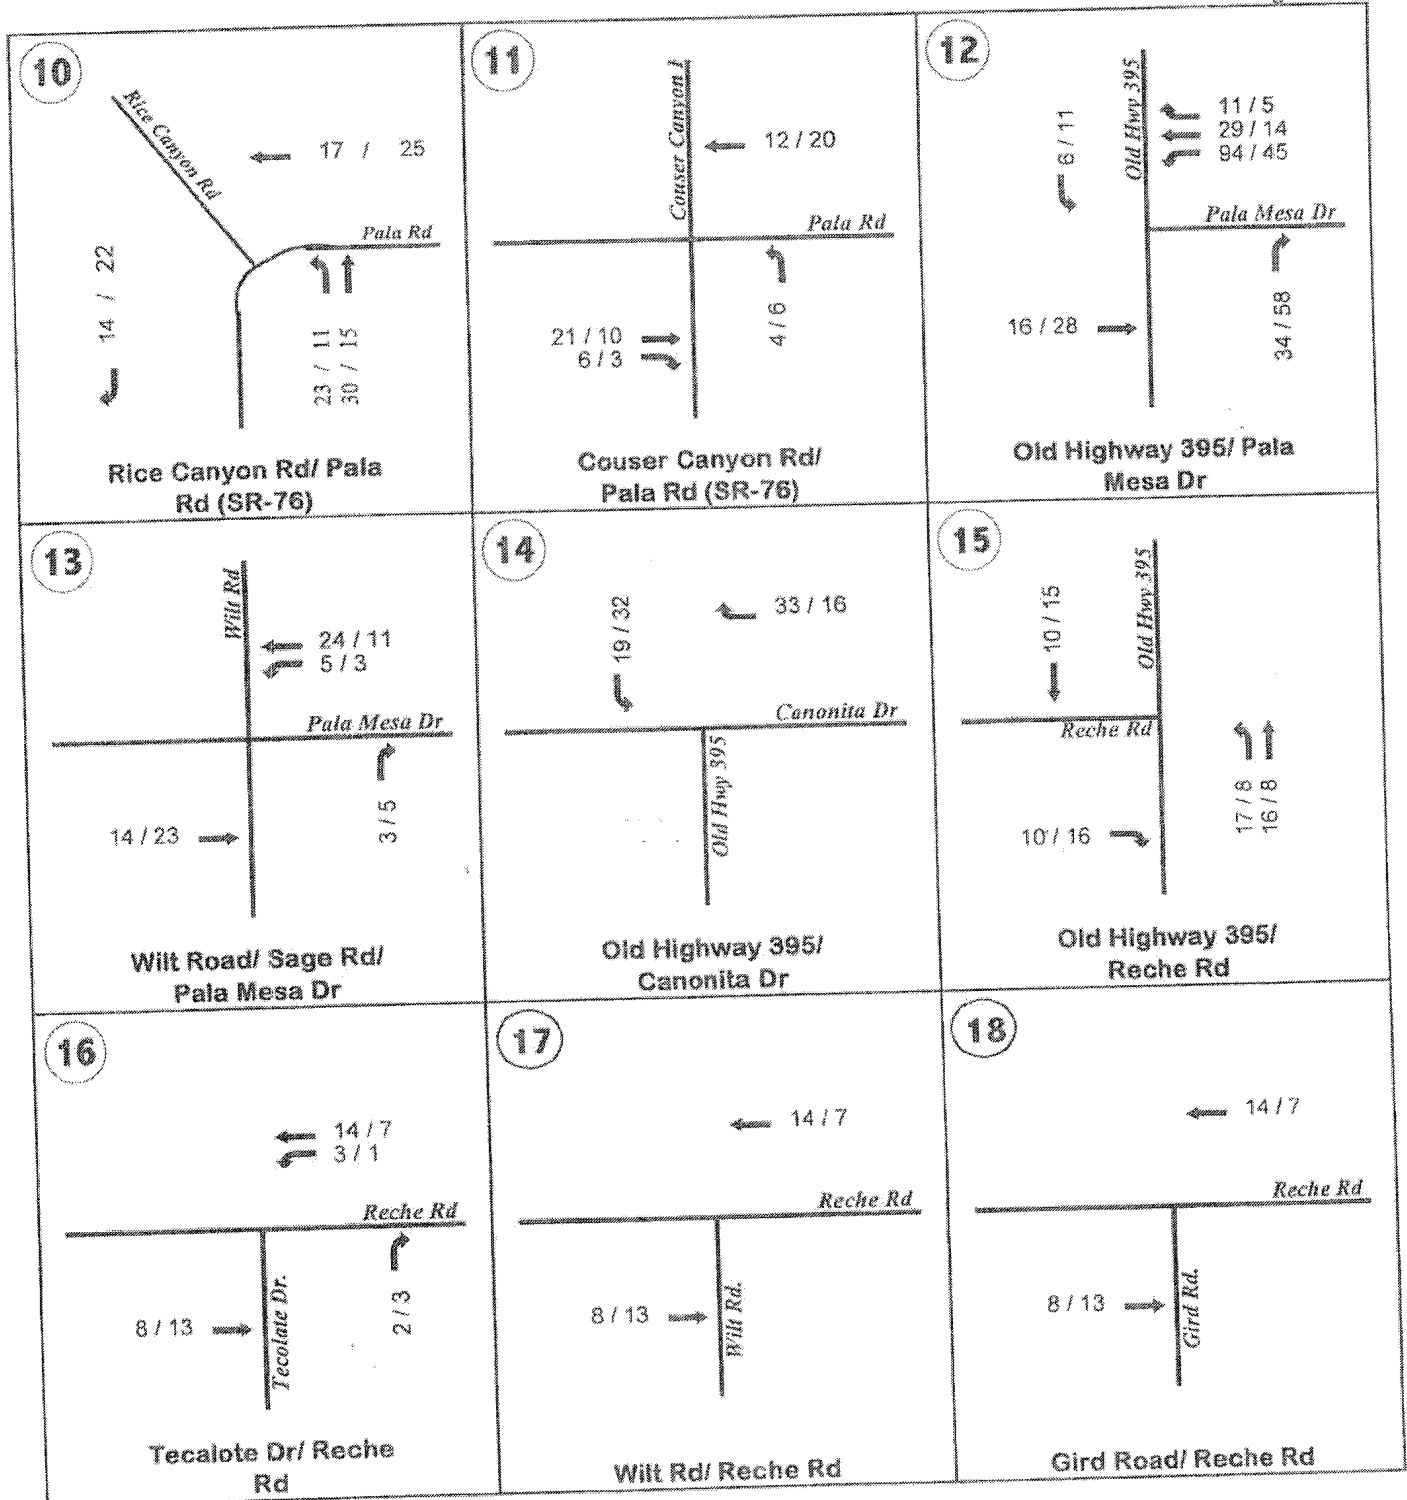 10
Rice Canyon Rd
17 / 25
Pala Rd
14 / 22
23 / 11
30 / 15
Rice Canyon Rd/ Pala
Rd (SR-76)
11
Couser Canyon
12 / 20
Pala Rd
21 / 10
6 / 3
4 / 6
Couser Canyon Rd/
Pala Rd (SR-76)
12
6 / 11
Old Hwy 395
11 / 5
29 / 14
94 / 45
Pala Mesa Dr
16 / 28
34 / 58
Old Highway 395/ Pala
Mesa Dr
13
Wilt Rd
24 / 11
5 / 3
Pala Mesa Dr
14 / 23
3 / 5
Wilt Road/ Sage Rd/
Pala Mesa Dr
14
19 / 32
33 / 16
Canonita Dr
Old Hwy 395
Old Highway 395/
Canonita Dr
15
10 / 15
Old Hwy 395
Reche Rd
10 / 16
17 / 8
16 / 8
Old Highway 395/
Reche Rd
16
14 / 7
3 / 1
Reche Rd
8 / 13
Tecolate Dr.
2 / 3
Tecalote Dr/ Reche
Rd
17
14 / 7
Reche Rd
8 / 13
Wilt Rd.
Wilt Rd/ Reche Rd
18
14 / 7
Reche Rd
8 / 13
Gird Rd.
Gird Road/ Reche Rd